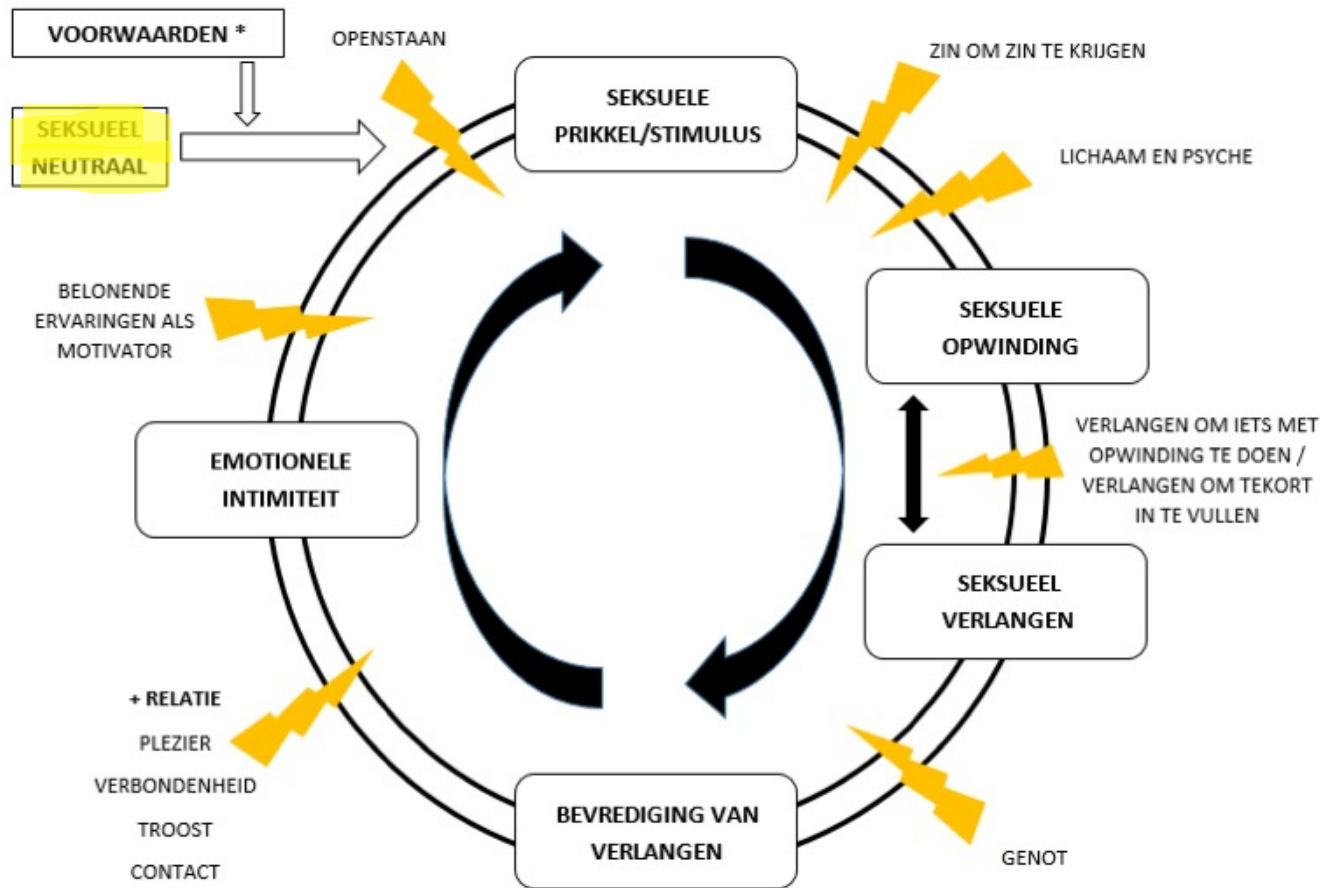 VOORWAARDEN *
OPENSTAAN
SEKSUEEL
NEUTRAAL
SEKSUELE
PRIKKEL/STIMULUS
ZIN OM ZIN TE KRIJGEN
LICHAAM EN PSYCHE
SEKSUELE
OPWINDING
VERLANGEN OM IETS MET
OPWINDING TE DOEN /
VERLANGEN OM TEKORT
IN TE VULLEN
SEKSUEEL
VERLANGEN
GENOT
BEVREDIGING VAN
VERLANGEN
+ RELATIE
PLEZIER
VERBONDENHEID
TROOST
CONTACT
EMOTIONELE
INTIMITEIT
BELONENDE
ERVARINGEN ALS
MOTIVATOR